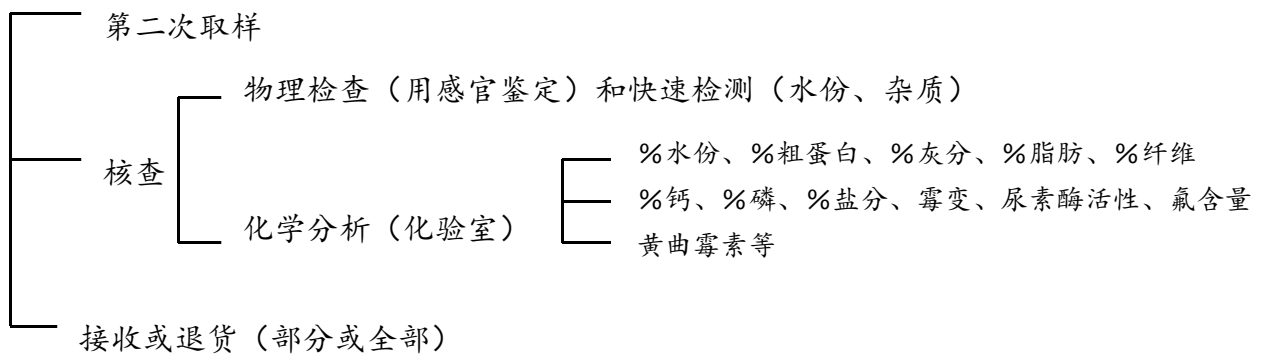 第二次取样
物理检查（用感官鉴定）和快速检测（水份、杂质）
核查
%水份、%粗蛋白、%灰分、%脂肪、%纤维
%钙、%磷、%盐分、霉变、尿素酶活性、氟含量
化学分析（化验室）
黄曲霉素等
接收或退货（部分或全部）